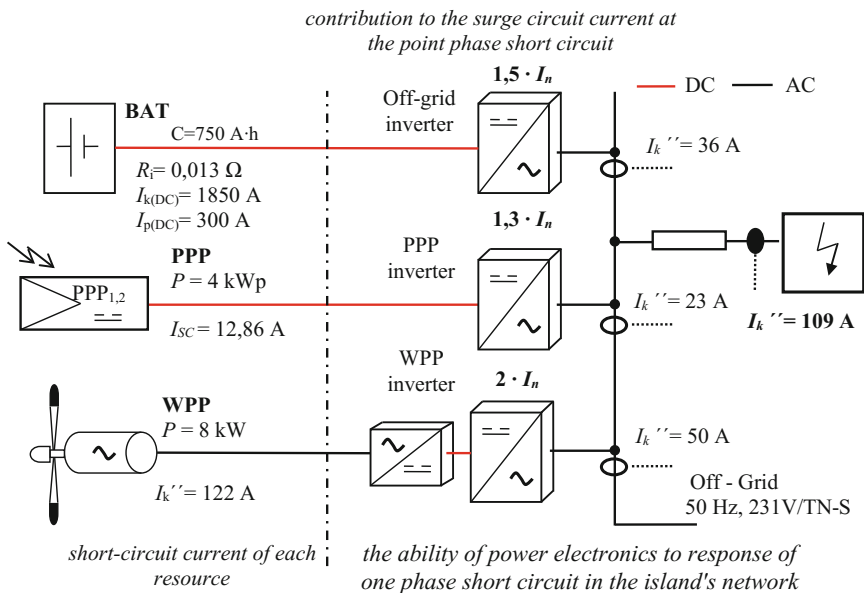 contribution to the surge circuit current at
the point phase short circuit
1,5 · In
Off-grid
inverter
DC
AC
BAT
C=750 A·h
Ri= 0,013 Ω
Ik(DC)= 1850 A
Ip(DC)= 300 A
Ik ´´= 36 A
1,3 · In
PPP
inverter
PPP
P = 4 kWp
PPP1,2
ISC = 12,86 A
Ik ´´= 23 A
Ik ´´= 109 A
WPP
inverter
2 · In
WPP
P = 8 kW
Ik´´= 122 A
Ik ´´= 50 A
Off - Grid
50 Hz, 231V/TN-S
short-circuit current of each
resource
the ability of power electronics to response of
one phase short circuit in the island's network